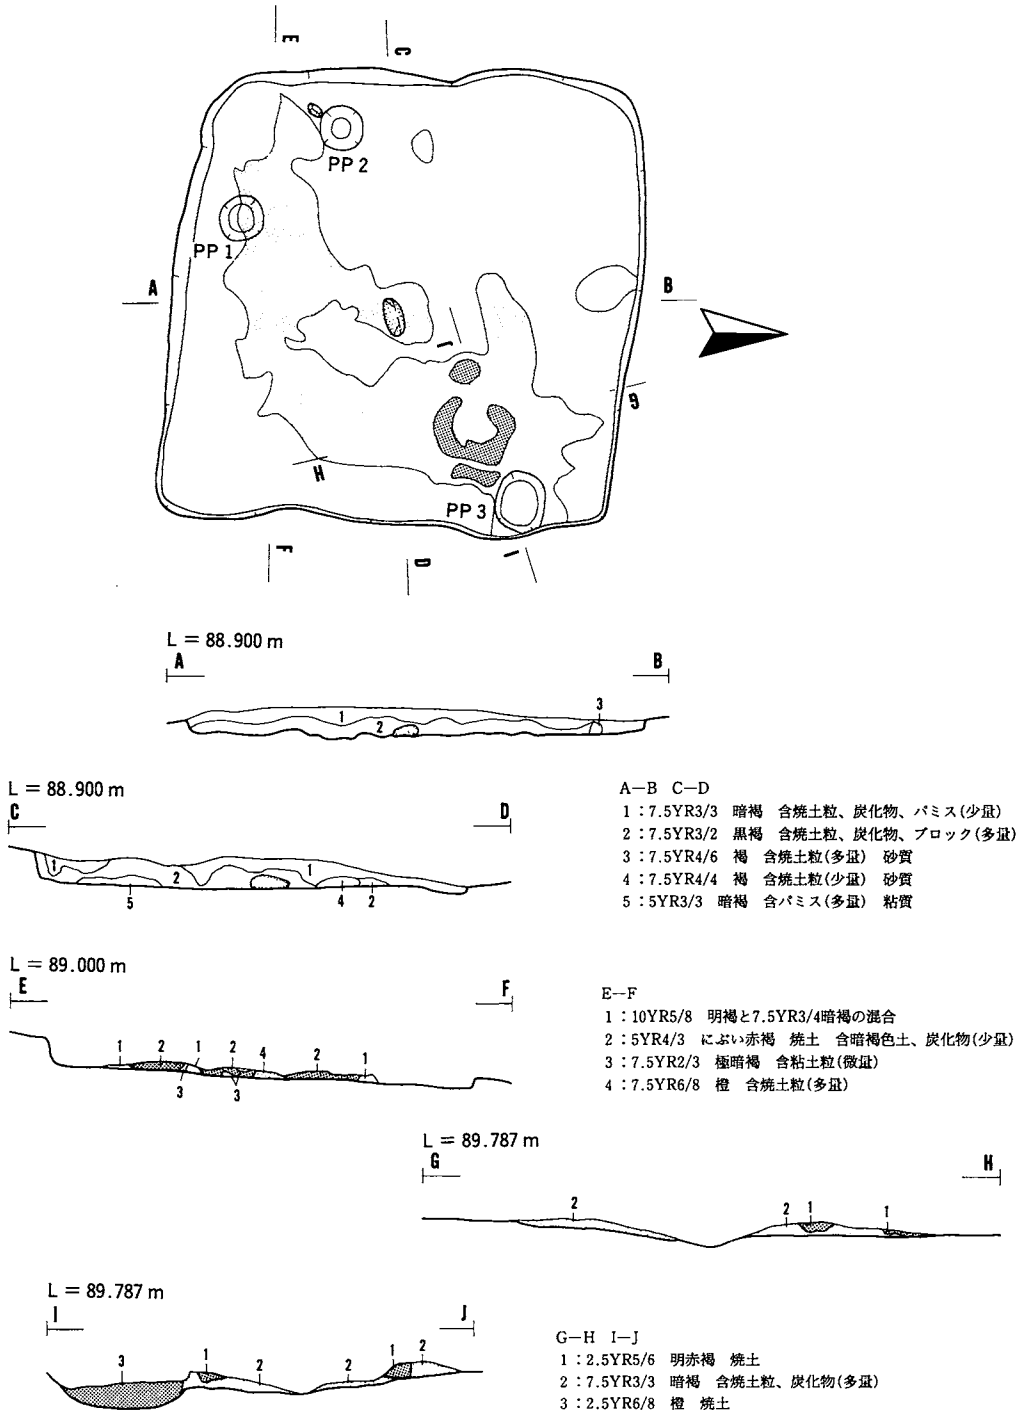 E
C
PP 2
PP 1
A
B
J
G
H
PP 3
F
D
I
L = 88.900 m
A
B
1
2
3
L = 88.900 m
C
D
1
2
1
5
4
2
A—B C—D
1：7.5YR3/3 暗褐 含焼土粒、炭化物、パミス(少量)
2：7.5YR3/2 黒褐 含焼土粒、炭化物、ブロック(多量)
3：7.5YR4/6 褐 含焼土粒(多量) 砂質
4：7.5YR4/4 褐 含焼土粒(少量) 砂質
5：5YR3/3 暗褐 含パミス(多量) 粘質
L = 89.000 m
E
F
1 2 1 2 4 2 1
3 3
E—F
1：10YR5/8 明褐と7.5YR3/4暗褐の混合
2：5YR4/3 にぶい赤褐 焼土 含暗褐色土、炭化物(少量)
3：7.5YR2/3 極暗褐 含粘土粒(微量)
4：7.5YR6/8 橙 含焼土粒(多量)
L = 89.787 m
G
H
2 2 1 1
L = 89.787 m
I
J
3 1 2 2 1 2
G—H I—J
1：2.5YR5/6 明赤褐 焼土
2：7.5YR3/3 暗褐 含焼土粒、炭化物(多量)
3：2.5YR6/8 橙 焼土